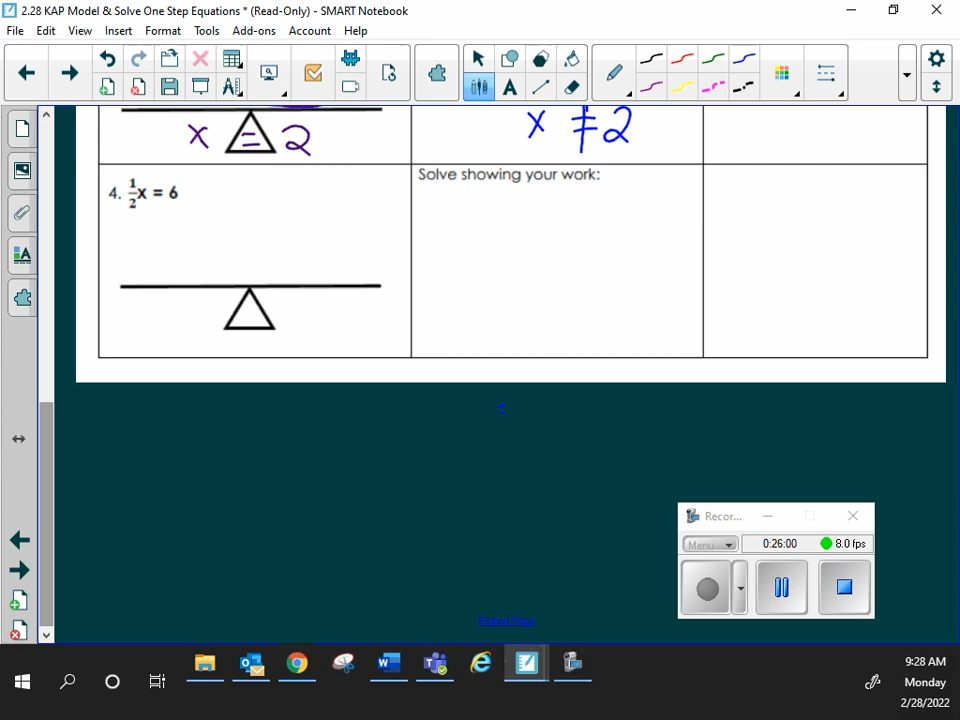 2.28 KAP Model & Solve One Step Equations * (Read-Only) - SMART Notebook
File Edit View Insert Format Tools Add-ons Account Help
x = 2
x = 2
4. 1/2x = 6
Solve showing your work:
Recor...
Menu 0:26:00 8.0 fps
Extend Page
9:28 AM
Monday
2/28/2022